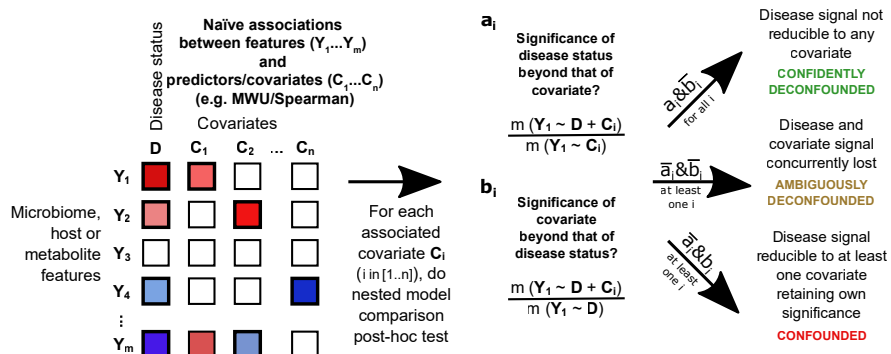 Disease status
Naïve associations
between features (Y1...Ym)
and
predictors/covariates (C1...Cn)
(e.g. MWU/Spearman)
Covariates
D C1 C2 ... Cn
Y1
Y2
Y3
Y4
...
Ym
Microbiome,
host or
metabolite
features
For each
associated
covariate Ci
(i in [1..n]), do
nested model
comparison
post-hoc test
ai
Significance of
disease status
beyond that of
covariate?
m (Y1 ~ D + Ci)
m (Y1 ~ Ci)
bi
Significance of
covariate
beyond that of
disease status?
m (Y1 ~ D + Ci)
m (Y1 ~ D)
ai&b̅i
for all i
a̅i&b̅i
at least
one i
a̅i&bi
at least
one i
Disease signal
not reducible to any
covariate
CONFIDENTLY
DECONFOUNDED
Disease and
covariate signal
concurrently lost
AMBIGUOUSLY
DECONFOUNDED
Disease signal
reducible to at least
one covariate
retaining own
significance
CONFOUNDED